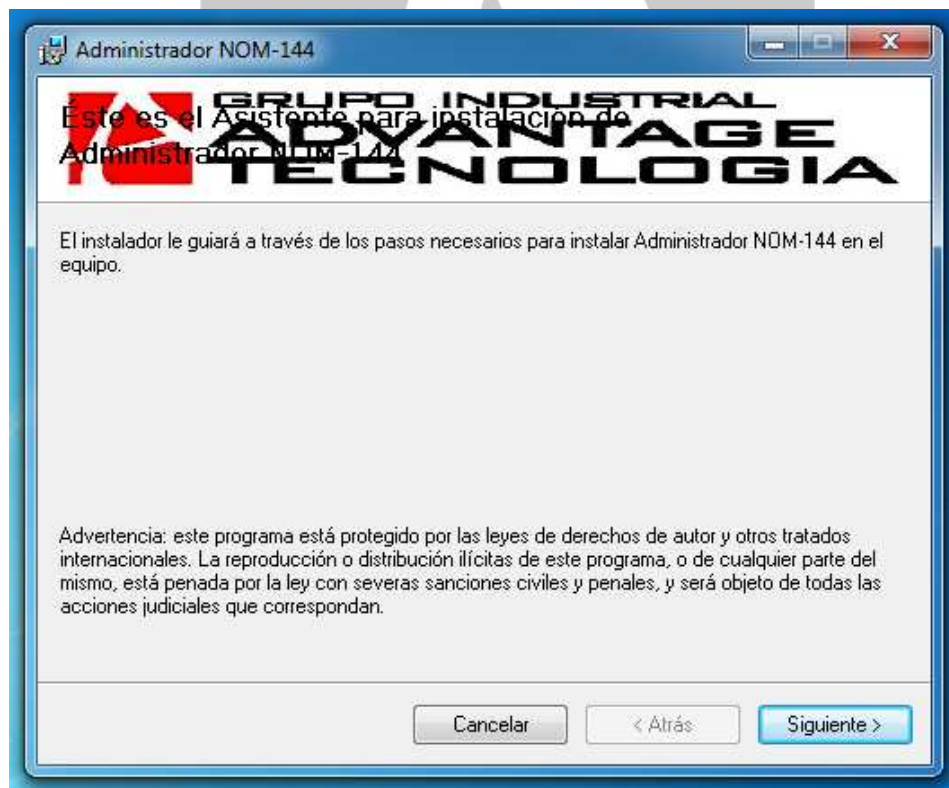 Administrador NOM-144
GRUPO INDUSTRIAL
ADVANTAGE
TECNOLOGIA
Éste es el Asistente para instalación de
Administrador NOM-144
El instalador le guiará a través de los pasos necesarios para instalar Administrador NOM-144 en el
equipo.
Advertencia: este programa está protegido por las leyes de derechos de autor y otros tratados
internacionales. La reproducción o distribución ilícitas de este programa, o de cualquier parte del
mismo, está penada por la ley con severas sanciones civiles y penales, y será objeto de todas las
acciones judiciales que correspondan.
Cancelar
< Atrás
Siguiente >